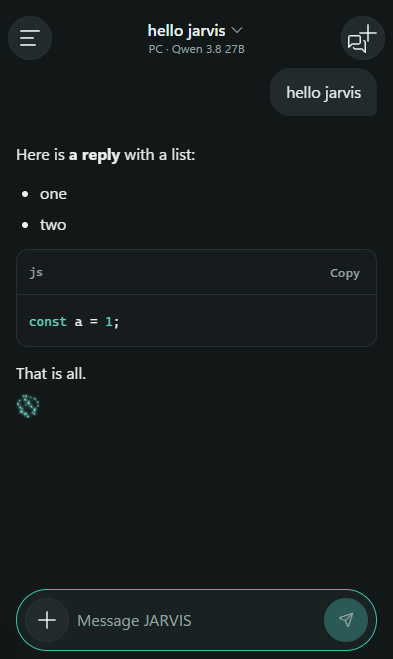 hello jarvis
PC · Qwen 3.8 27B
hello jarvis
Here is a reply with a list:
• one
• two
js
Copy
const a = 1;
That is all.
Message JARVIS